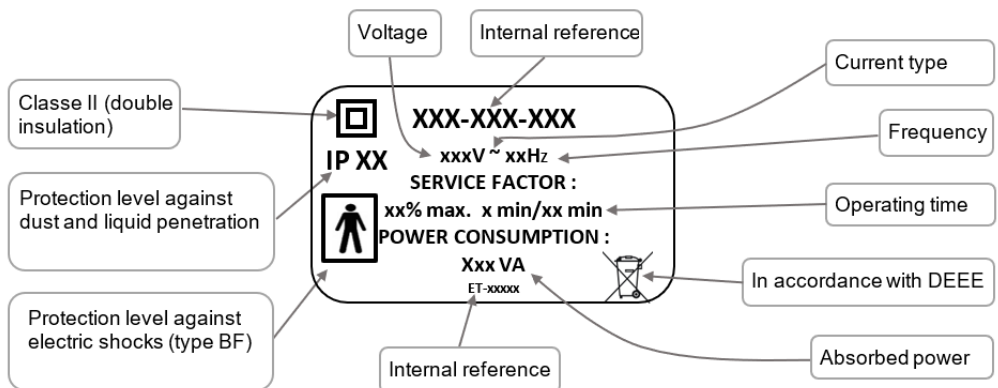 Voltage
Internal reference
Current type
Classe II (double
insulation)
XXX-XXX-XXX
Frequency
IP XX
xxxV ~ xxHz
SERVICE FACTOR :
Protection level against
dust and liquid penetration
xx% max. x min/xx min
Operating time
POWER CONSUMPTION :
Xxx VA
In accordance with DEEE
ET-xxxxx
Protection level against
electric shocks (type BF)
Internal reference
Absorbed power